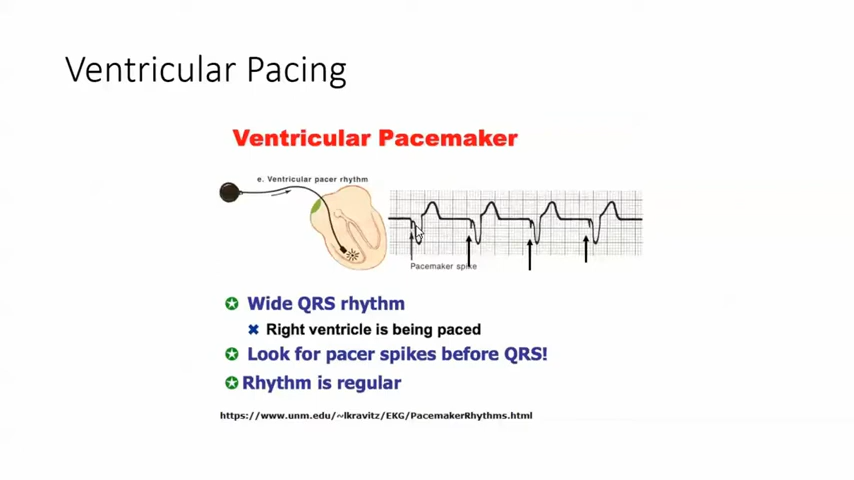 Ventricular Pacing
Ventricular Pacemaker
e. Ventricular pacer rhythm
Pacemaker spike
Wide QRS rhythm
Right ventricle is being paced
Look for pacer spikes before QRS!
Rhythm is regular
https://www.unm.edu/~lkravitz/EKG/PacemakerRhythms.html